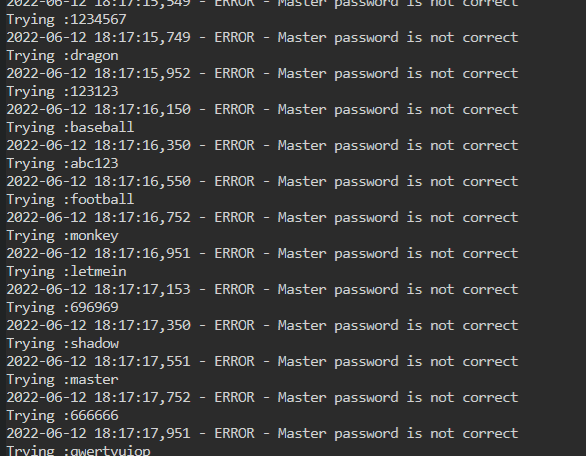 2022-06-12 18:17:15,549 - ERROR - Master password is not correct
Trying :1234567
2022-06-12 18:17:15,749 - ERROR - Master password is not correct
Trying :dragon
2022-06-12 18:17:15,952 - ERROR - Master password is not correct
Trying :123123
2022-06-12 18:17:16,150 - ERROR - Master password is not correct
Trying :baseball
2022-06-12 18:17:16,350 - ERROR - Master password is not correct
Trying :abc123
2022-06-12 18:17:16,550 - ERROR - Master password is not correct
Trying :football
2022-06-12 18:17:16,752 - ERROR - Master password is not correct
Trying :monkey
2022-06-12 18:17:16,951 - ERROR - Master password is not correct
Trying :letmein
2022-06-12 18:17:17,153 - ERROR - Master password is not correct
Trying :696969
2022-06-12 18:17:17,350 - ERROR - Master password is not correct
Trying :shadow
2022-06-12 18:17:17,551 - ERROR - Master password is not correct
Trying :master
2022-06-12 18:17:17,752 - ERROR - Master password is not correct
Trying :666666
2022-06-12 18:17:17,951 - ERROR - Master password is not correct
Trying :qwertyuiop